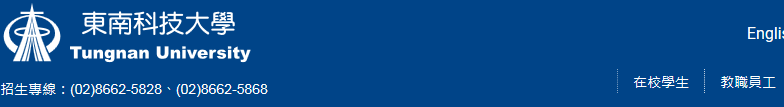 東南科技大學
Tungnan University
Englis
招生專線：(02)8662-5828、(02)8662-5868
在校學生
教職員工